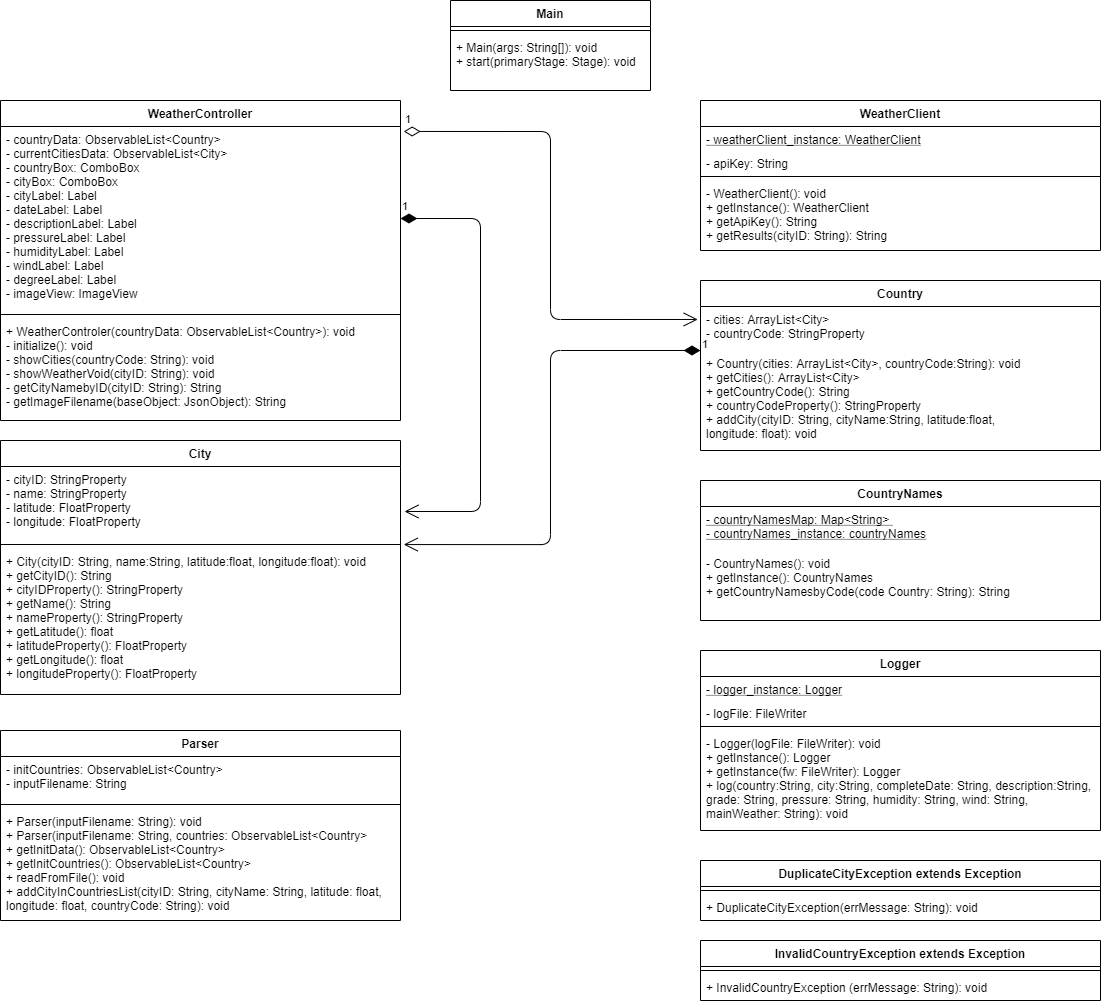 Main
+ Main(args: String[]): void
+ start(primaryStage: Stage): void
WeatherController
- countryData: ObservableList<Country>
- currentCitiesData: ObservableList<City>
- countryBox: ComboBox
- cityBox: ComboBox
- cityLabel: Label
- dateLabel: Label
- descriptionLabel: Label
- pressureLabel: Label
- humidityLabel: Label
- windLabel: Label
- degreeLabel: Label
- imageView: ImageView
+ WeatherControler(countryData: ObservableList<Country>): void
- initialize(): void
- showCities(countryCode: String): void
- showWeatherVoid(cityID: String): void
- getCityNamebyID(cityID: String): String
- getImageFilename(baseObject: JsonObject): String
1
1
WeatherClient
- weatherClient_instance: WeatherClient
- apiKey: String
- WeatherClient(): void
+ getInstance(): WeatherClient
+ getApiKey(): String
+ getResults(cityID: String): String
Country
- cities: ArrayList<City>
- countryCode: StringProperty
1
+ Country(cities: ArrayList<City>, countryCode:String): void
+ getCities(): ArrayList<City>
+ getCountryCode(): String
+ countryCodeProperty(): StringProperty
+ addCity(cityID: String, cityName:String, latitude:float,
longitude: float): void
City
- cityID: StringProperty
- name: StringProperty
- latitude: FloatProperty
- longitude: FloatProperty
+ City(cityID: String, name:String, latitude:float, longitude:float): void
+ getCityID(): String
+ cityIDProperty(): StringProperty
+ getName(): String
+ nameProperty(): StringProperty
+ getLatitude(): float
+ latitudeProperty(): FloatProperty
+ getLongitude(): float
+ longitudeProperty(): FloatProperty
CountryNames
- countryNamesMap: Map<String>
- countryNames_instance: countryNames
- CountryNames(): void
+ getInstance(): CountryNames
+ getCountryNamesbyCode(code Country: String): String
Logger
- logger_instance: Logger
- logFile: FileWriter
- Logger(logFile: FileWriter): void
+ getInstance(): Logger
+ getInstance(fw: FileWriter): Logger
+ log(country:String, city:String, completeDate: String, description:String,
grade: String, pressure: String, humidity: String, wind: String,
mainWeather: String): void
Parser
- initCountries: ObservableList<Country>
- inputFilename: String
+ Parser(inputFilename: String): void
+ Parser(inputFilename: String, countries: ObservableList<Country>
+ getInitData(): ObservableList<Country>
+ getInitCountries(): ObservableList<Country>
+ readFromFile(): void
+ addCityInCountriesList(cityID: String, cityName: String, latitude: float,
longitude: float, countryCode: String): void
DuplicateCityException extends Exception
+ DuplicateCityException(errMessage: String): void
InvalidCountryException extends Exception
+ InvalidCountryException (errMessage: String): void